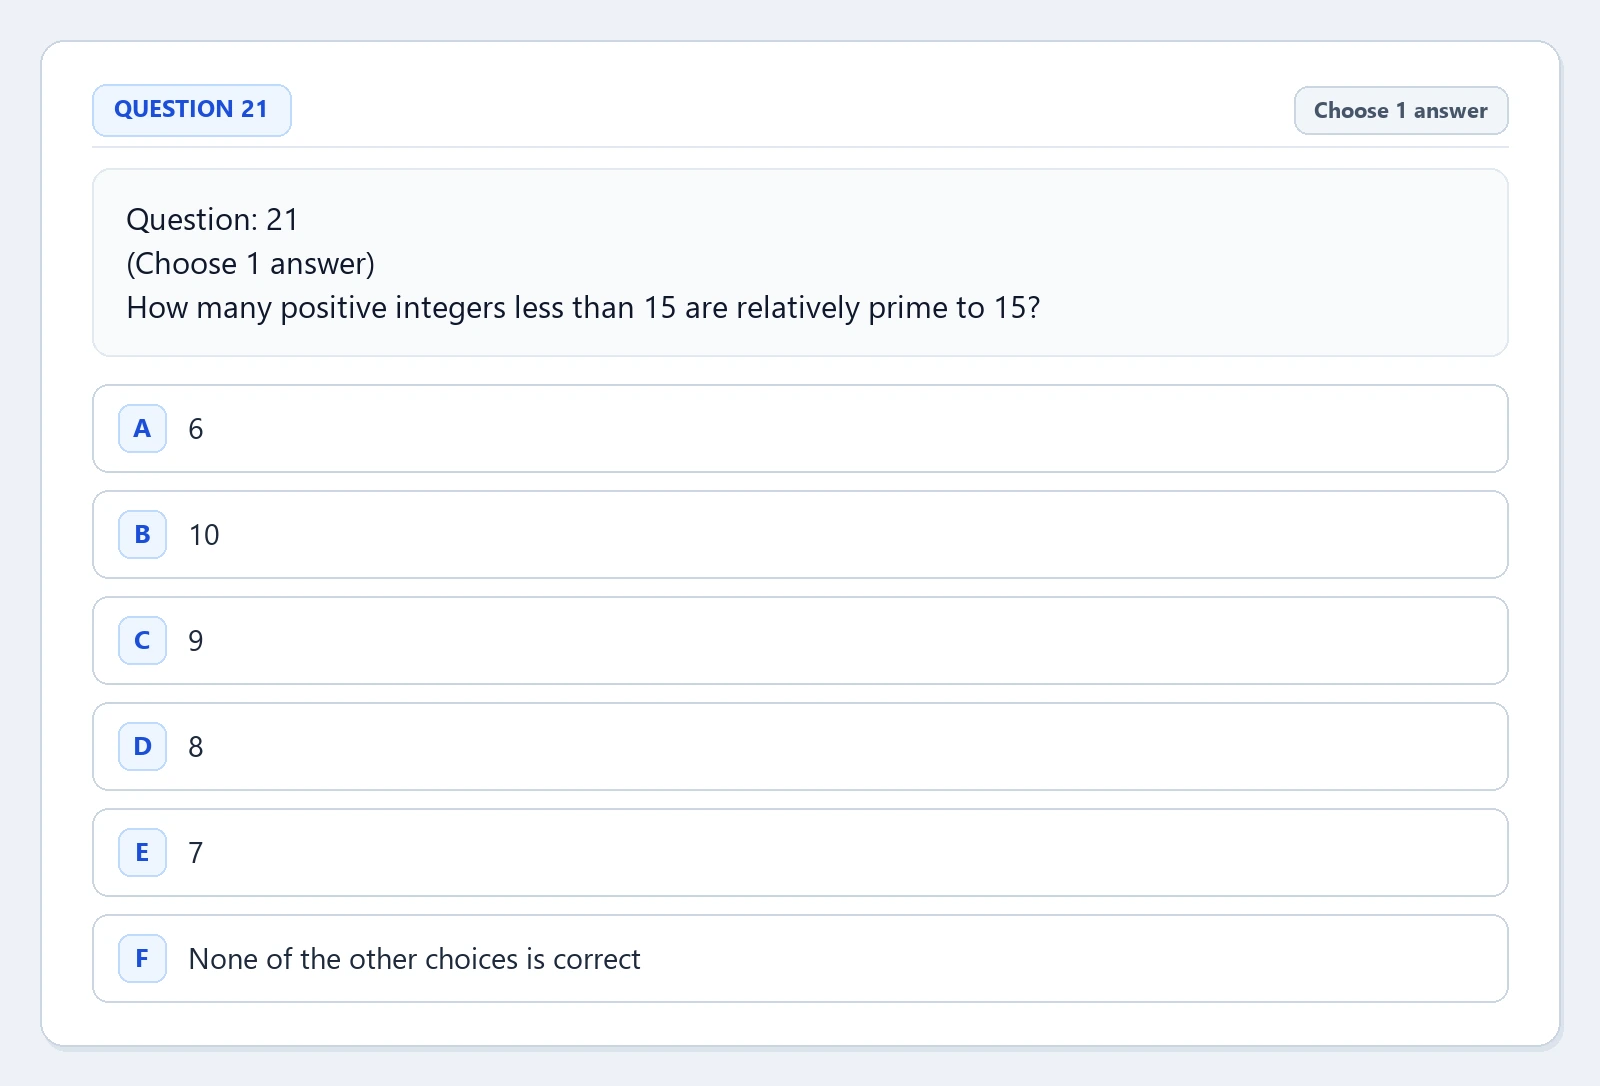 QUESTION 21
Choose 1 answer
Question: 21
(Choose 1 answer)
How many positive integers less than 15 are relatively prime to 15?
A 6
B 10
C 9
D 8
E 7
F None of the other choices is correct